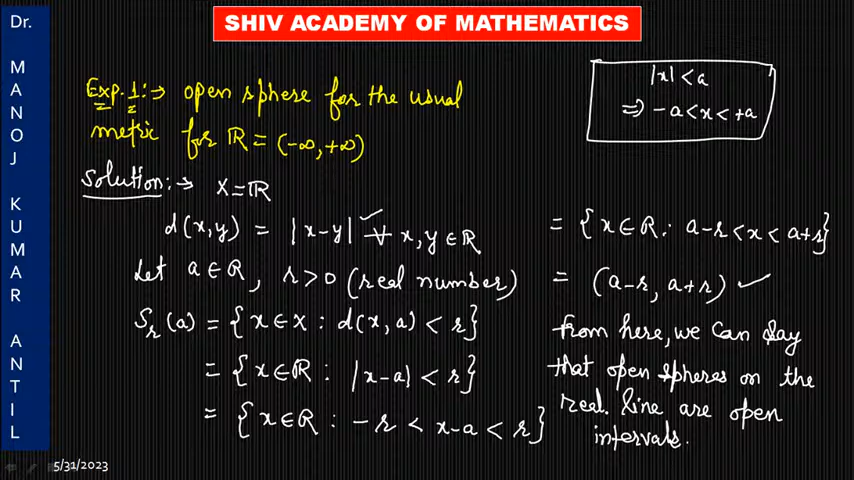 SHIV ACADEMY OF MATHEMATICS
Dr.
M
A
N
O
J
K
U
M
A
R
A
N
T
I
L
Exp. 1:→ open sphere for the usual
metric for ℝ = (-∞, +∞)
|x| < a
⇒ -a < x < +a
Solution:→ X = ℝ
d(x, y) = |x-y| ✓ ∀ x, y ∈ ℝ
Let a ∈ ℝ, r > 0 (real number)
Sr(a) = { x ∈ X : d(x, a) < r }
= { x ∈ ℝ : |x-a| < r }
= { x ∈ ℝ : -r < x-a < r }
= { x ∈ ℝ : a-r < x < a+r }
= (a-r, a+r) ✓
from here, we can say
that open spheres on the
real line are open
intervals.
5/31/2023